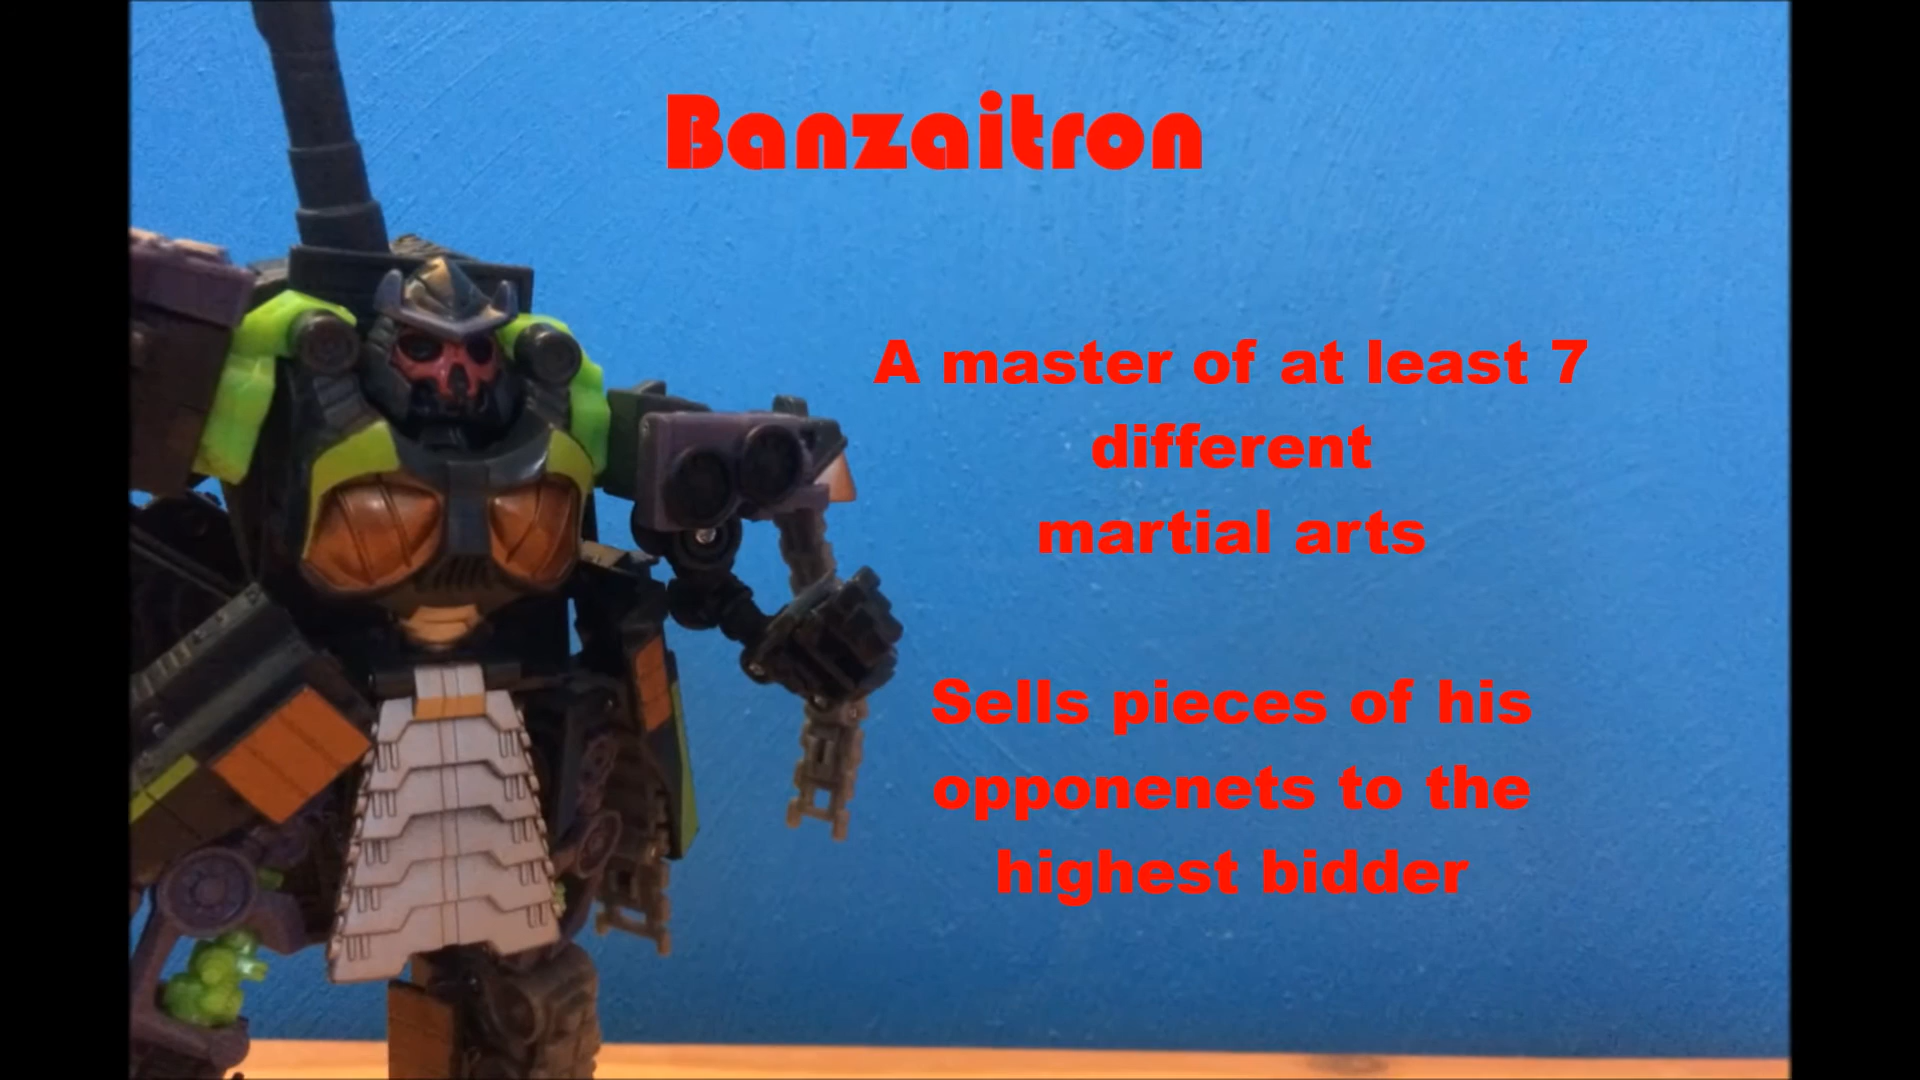 Banzaitron
A master of at least 7
different
martial arts
Sells pieces of his
opponenets to the
highest bidder